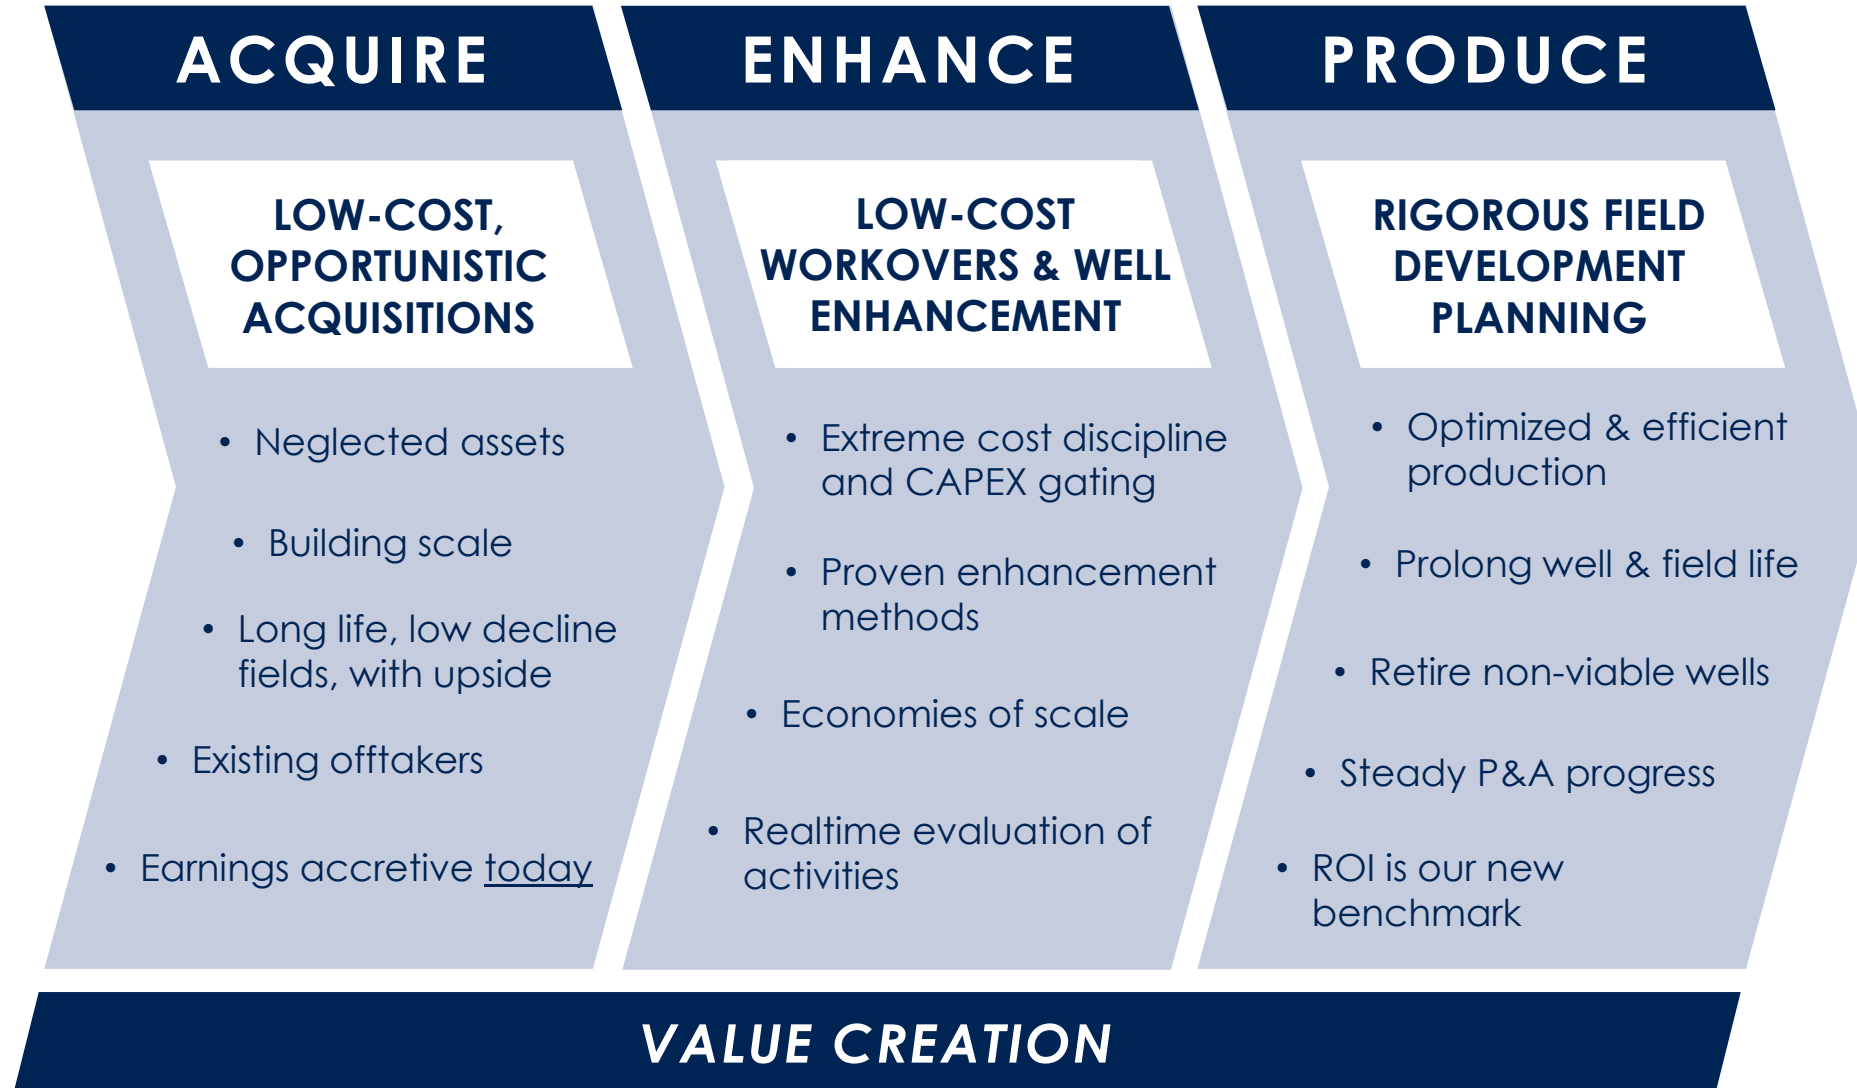 ACQUIRE
LOW-COST,
OPPORTUNISTIC
ACQUISITIONS
• Neglected assets
• Building scale
• Long life, low decline
fields, with upside
• Existing offtakers
• Earnings accretive today
ENHANCE
LOW-COST
WORKOVERS & WELL
ENHANCEMENT
• Extreme cost discipline
and CAPEX gating
• Proven enhancement
methods
• Economies of scale
• Realtime evaluation of
activities
PRODUCE
RIGOROUS FIELD
DEVELOPMENT
PLANNING
• Optimized & efficient
production
• Prolong well & field life
• Retire non-viable wells
• Steady P&A progress
• ROI is our new
benchmark
VALUE CREATION